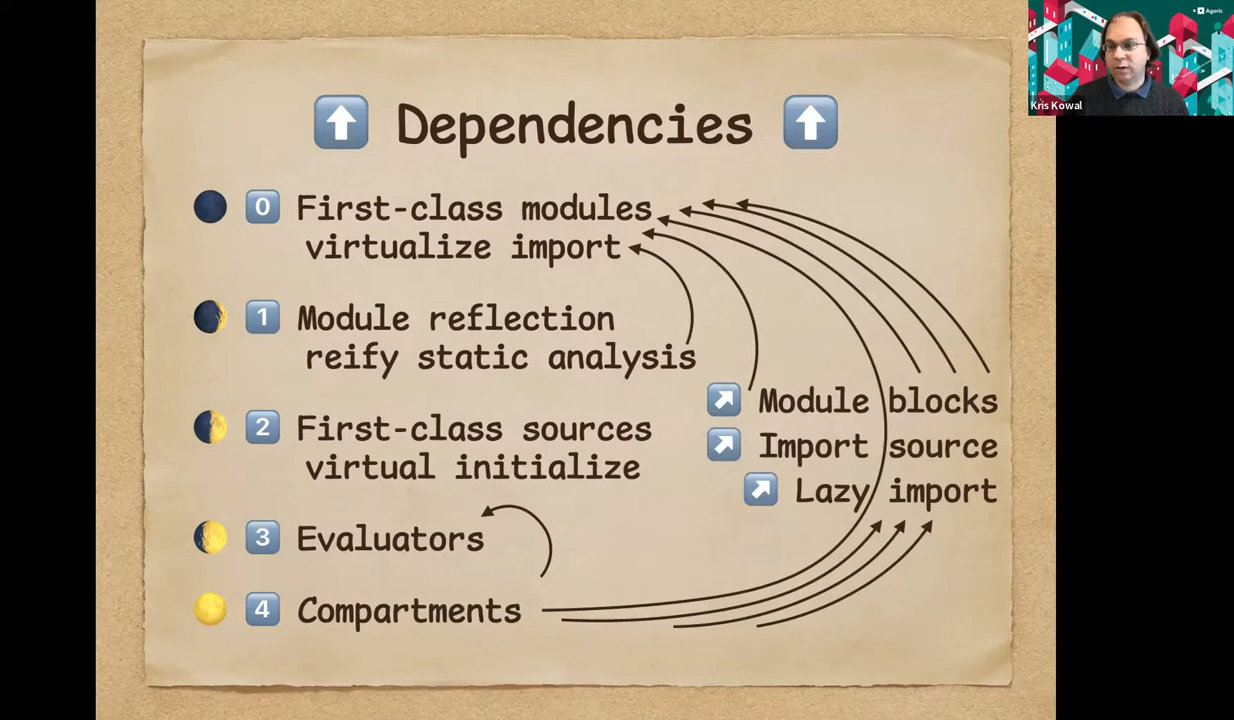 Agoric
Kris Kowal
Dependencies
0 First-class modules
virtualize import
1 Module reflection
reify static analysis
2 First-class sources
virtual initialize
3 Evaluators
4 Compartments
Module blocks
Import source
Lazy import